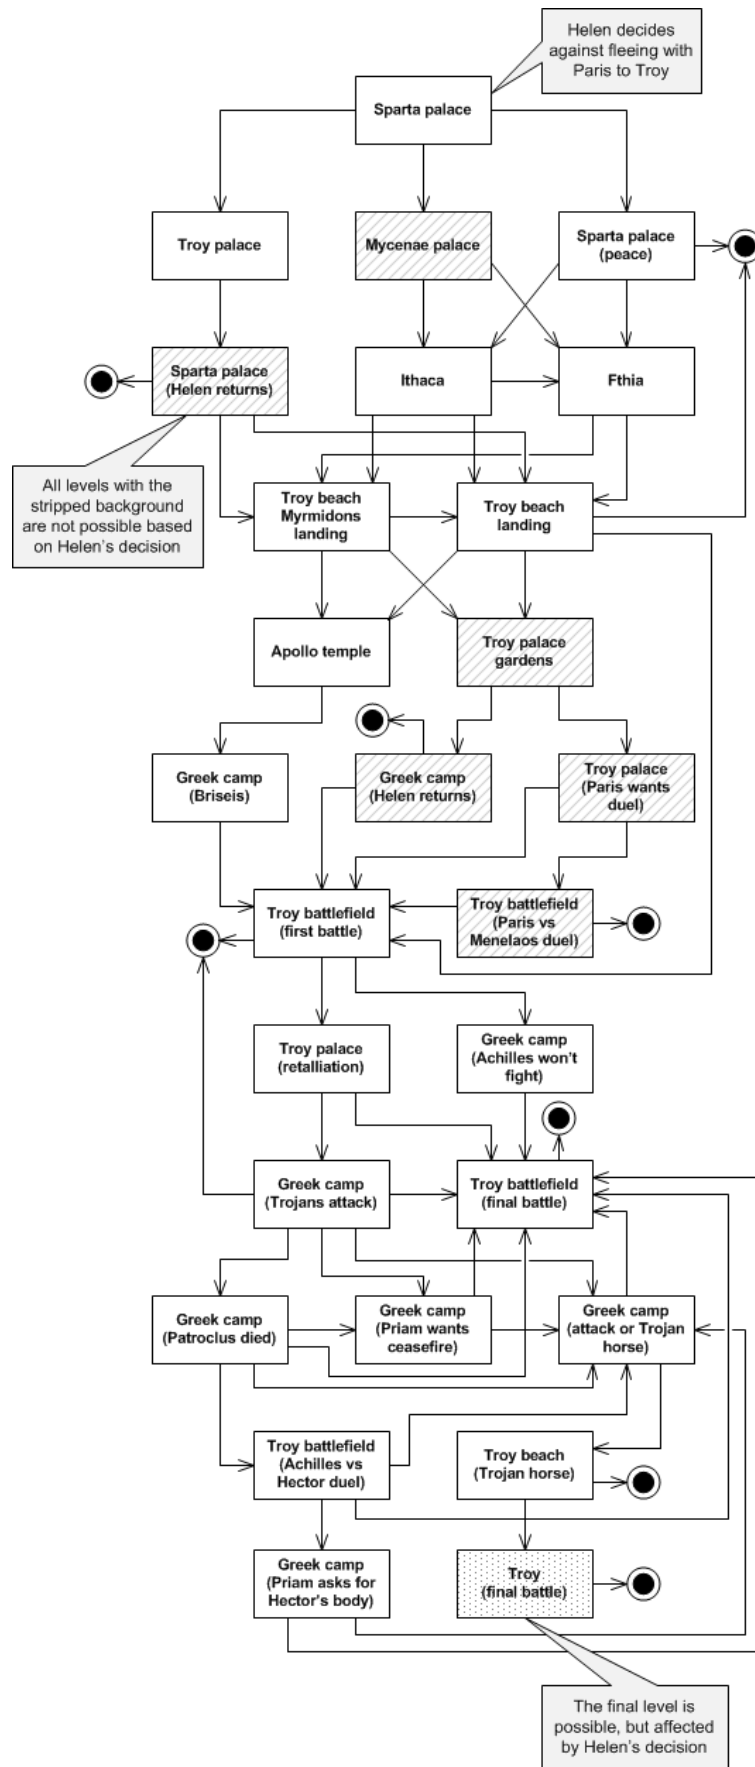 Helen decides
against fleeing with
Paris to Troy
Sparta palace
Troy palace
Mycenae palace
Sparta palace
(peace)
Sparta palace
(Helen returns)
Ithaca
Fthia
All levels with the
stripped background
are not possible based
on Helen's decision
Troy beach
Myrmidons
landing
Troy beach
landing
Apollo temple
Troy palace
gardens
Greek camp
(Briseis)
Greek camp
(Helen returns)
Troy palace
(Paris wants
duel)
Troy battlefield
(first battle)
Troy battlefield
(Paris vs
Menelaos duel)
Troy palace
(retalliation)
Greek camp
(Achilles won't
fight)
Greek camp
(Trojans attack)
Troy battlefield
(final battle)
Greek camp
(Patroclus died)
Greek camp
(Priam wants
ceasefire)
Greek camp
(attack or Trojan
horse)
Troy battlefield
(Achilles vs
Hector duel)
Troy beach
(Trojan horse)
Greek camp
(Priam asks for
Hector's body)
Troy
(final battle)
The final level is
possible, but affected
by Helen's decision